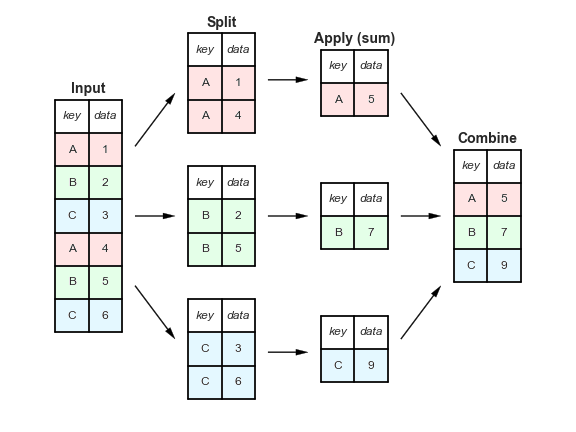 Input
key data
A 1
B 2
C 3
A 4
B 5
C 6
Split
key data
A 1
A 4
key data
B 2
B 5
key data
C 3
C 6
Apply (sum)
key data
A 5
key data
B 7
key data
C 9
Combine
key data
A 5
B 7
C 9